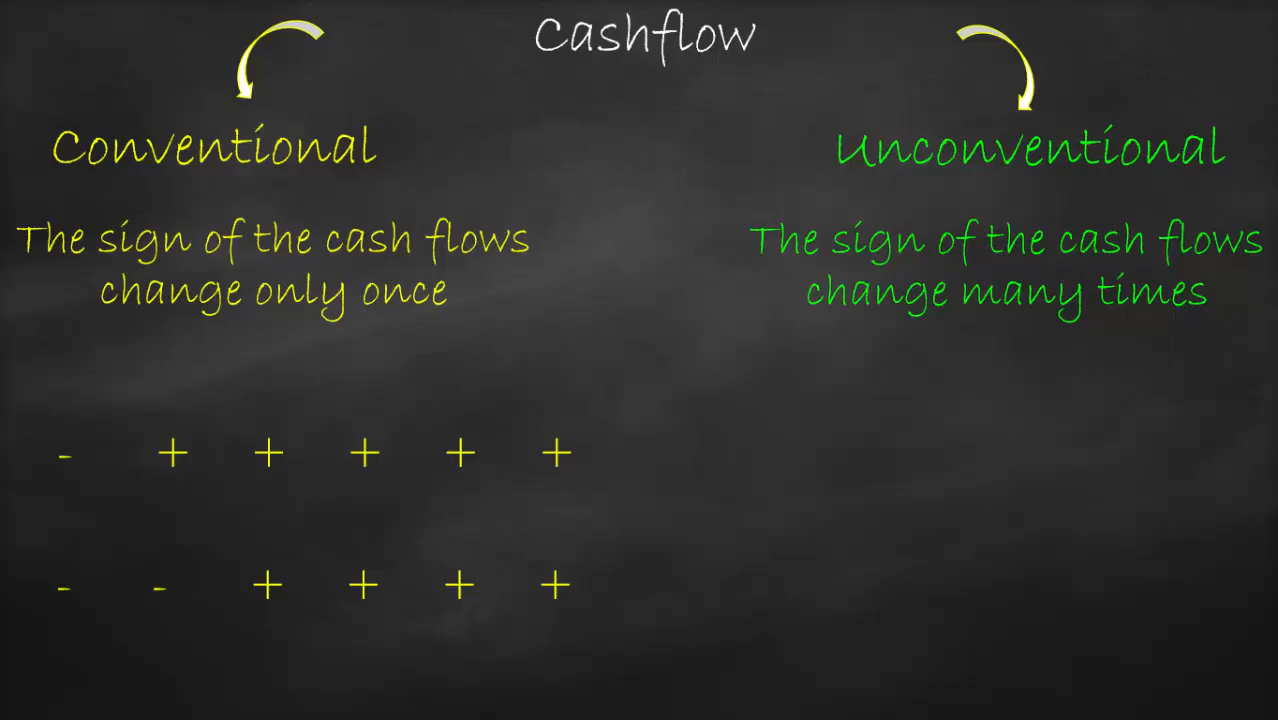 Cashflow
Conventional
Unconventional
The sign of the cash flows
change only once
The sign of the cash flows
change many times
- + + + + +
- - + + + +